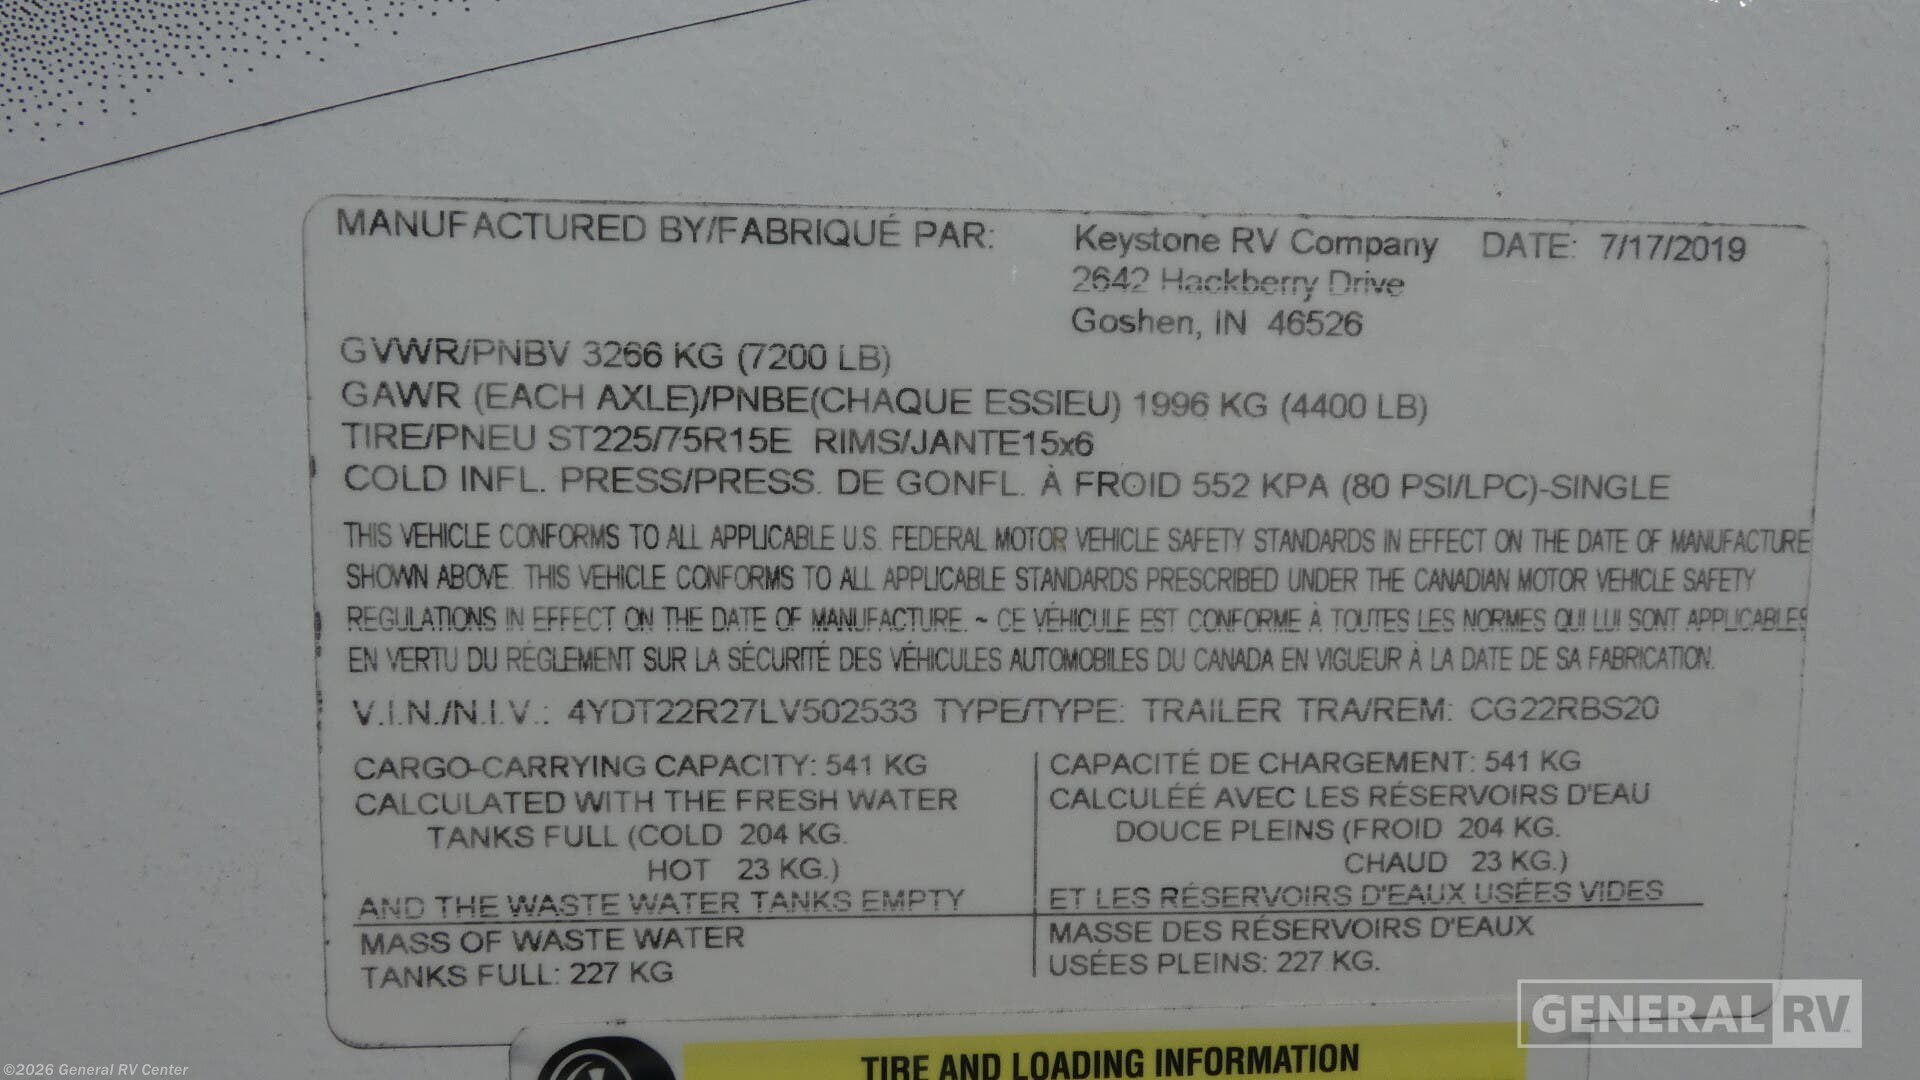 MANUFACTURED BY/FABRIQUÉ PAR: Keystone RV Company DATE: 7/17/2019
2642 Hackberry Drive
Goshen, IN 46526
GVWR/PNBV 3266 KG (7200 LB)
GAWR (EACH AXLE)/PNBE(CHAQUE ESSIEU) 1996 KG (4400 LB)
TIRE/PNEU ST225/75R15E RIMS/JANTE15x6
COLD INFL. PRESS/PRESS. DE GONFL. À FROID 552 KPA (80 PSI/LPC)-SINGLE
THIS VEHICLE CONFORMS TO ALL APPLICABLE U.S. FEDERAL MOTOR VEHICLE SAFETY STANDARDS IN EFFECT ON THE DATE OF MANUFACTURE
SHOWN ABOVE. THIS VEHICLE CONFORMS TO ALL APPLICABLE STANDARDS PRESCRIBED UNDER THE CANADIAN MOTOR VEHICLE SAFETY
REGULATIONS IN EFFECT ON THE DATE OF MANUFACTURE. ~ CE VÉHICULE EST CONFORME À TOUTES LES NORMES QUI LUI SONT APPLICABLES
EN VERTU DU RÉGLEMENT SUR LA SÉCURITÉ DES VÉHICULES AUTOMOBILES DU CANADA EN VIGUEUR À LA DATE DE SA FABRICATION.
V.I.N./N.I.V.: 4YDT22R27LV502533 TYPE/TYPE: TRAILER TRA/REM: CG22RBS20
CARGO-CARRYING CAPACITY: 541 KG
CALCULATED WITH THE FRESH WATER
TANKS FULL (COLD 204 KG.
HOT 23 KG.)
AND THE WASTE WATER TANKS EMPTY
MASS OF WASTE WATER
TANKS FULL: 227 KG
CAPACITÉ DE CHARGEMENT: 541 KG
CALCULÉE AVEC LES RÉSERVOIRS D'EAU
DOUCE PLEINS (FROID 204 KG.
CHAUD 23 KG.)
ET LES RÉSERVOIRS D'EAUX USÉES VIDES
MASSE DES RÉSERVOIRS D'EAUX
USÉES PLEINS: 227 KG.
TIRE AND LOADING INFORMATION
GENERAL RV
©2026 General RV Center